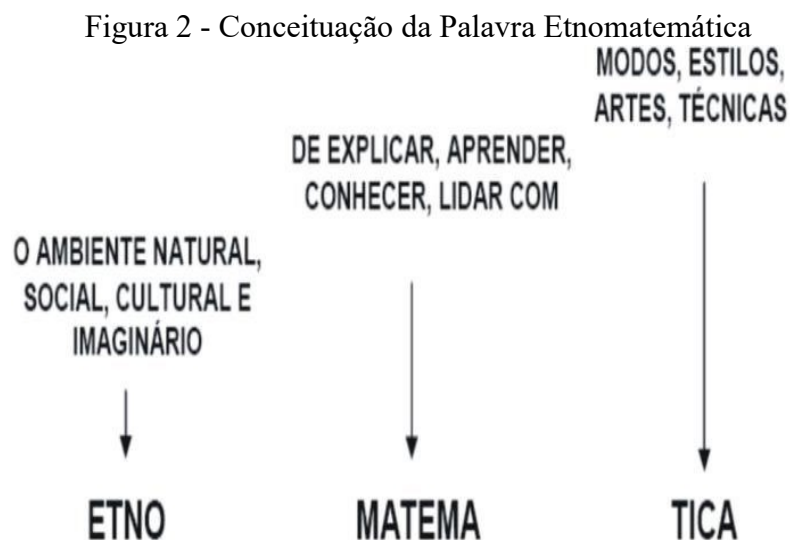 Figura 2 - Conceituação da Palavra Etnomatemática
MODOS, ESTILOS,
ARTES, TÉCNICAS
DE EXPLICAR, APRENDER,
CONHECER, LIDAR COM
O AMBIENTE NATURAL,
SOCIAL, CULTURAL E
IMAGINÁRIO
ETNO
MATEMA
TICA